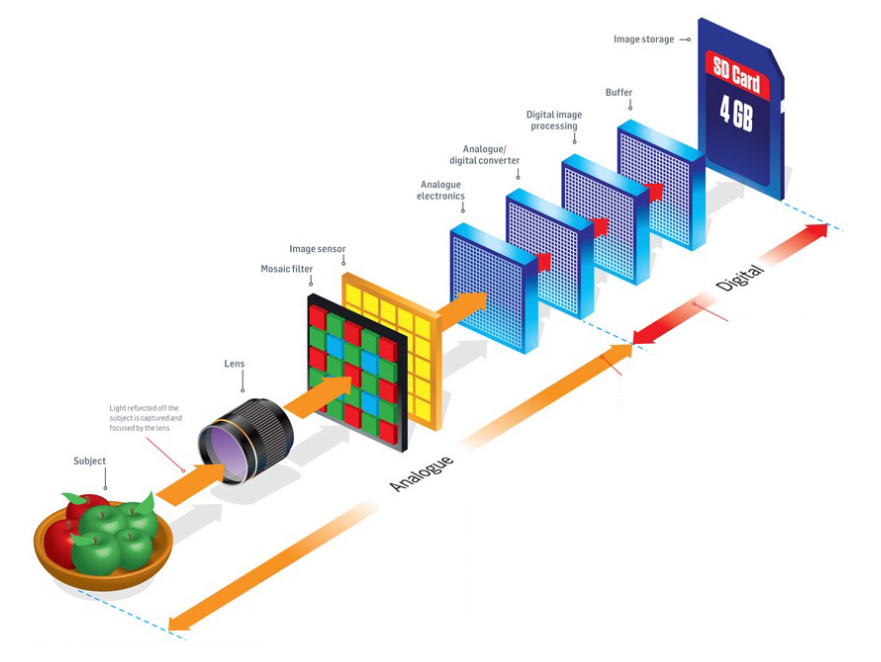 Image storage
SD Card
4 GB
Buffer
Digital image
processing
Analogue/
digital converter
Analogue
electronics
Image sensor
Mosaic filter
Digital
Lens
Light reflected off the
subject is captured and
focused by the lens
Subject
Analogue